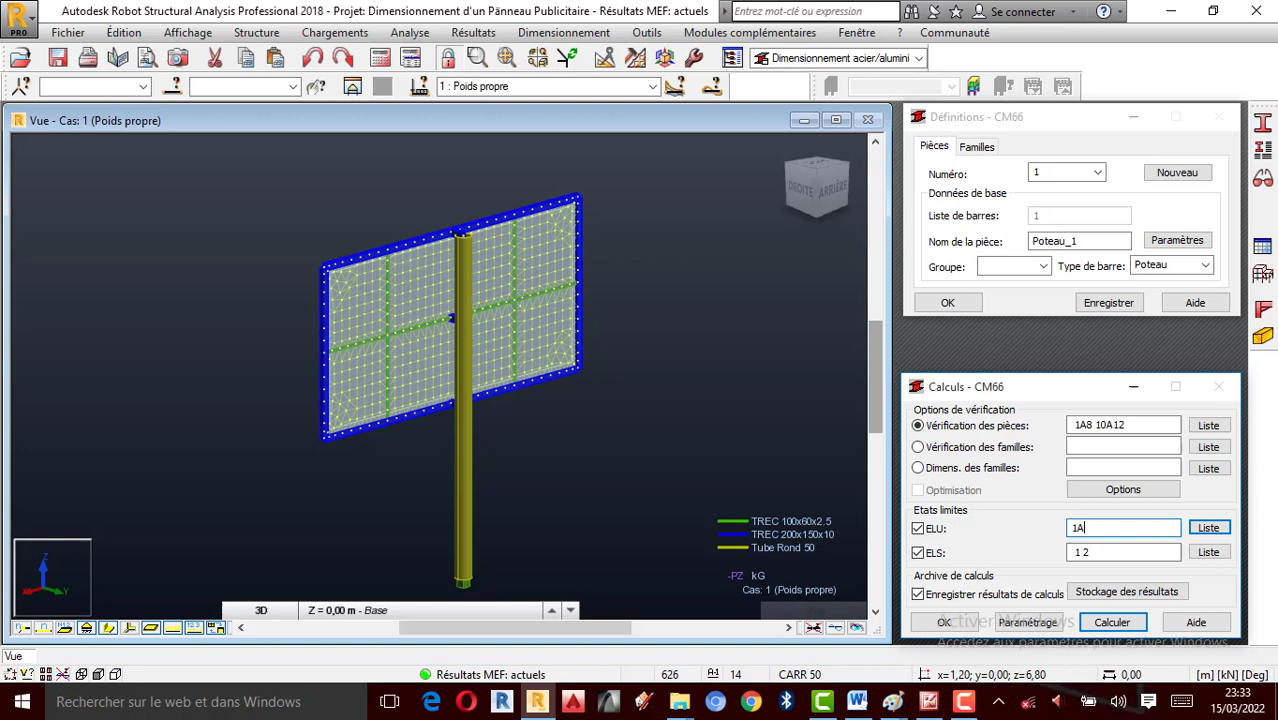 Autodesk Robot Structural Analysis Professional 2018 - Projet: Dimensionnement d'un Pänneau Publicitaire - Résultats MEF: actuels
Entrez mot-clé ou expression
Se connecter
PRO
Fichier Édition Affichage Structure Chargements Analyse Résultats Dimensionnement Outils Modules complémentaires Fenêtre ? Communauté
Dimensionnement acier/alumini
1 : Poids propre
Vue - Cas: 1 (Poids propre)
DROITE
ARRIÈRE
TREC 100x60x2.5
TREC 200x150x10
Tube Rond 50
-PZ kG
Cas: 1 (Poids propre)
Z
X
Y
3D
Z = 0,00 m - Base
Définitions - CM66
Pièces
Familles
Numéro:
1
Nouveau
Données de base
Liste de barres:
1
Nom de la pièce:
Poteau_1
Paramètres
Groupe:
Type de barre:
Poteau
OK
Enregistrer
Aide
Calculs - CM66
Options de vérification
Vérification des pièces:
1A8 10A12
Liste
Vérification des familles:
Liste
Dimens. des familles:
Liste
Optimisation
Options
Etats limites
ELU:
1A
Liste
ELS:
1 2
Liste
Archive de calculs
Enregistrer résultats de calculs
Stockage des résultats
OK
Paramétrage
Calculer
Aide
Activer Windows
Accédez aux paramètres pour activer Windows
Vue
Résultats MEF: actuels
626
14
CARR 50
x=1,20; y=0,00; z=6,80
0,00
[m] [kG] [Deg]
Rechercher sur le web et dans Windows
23:33
15/03/2022